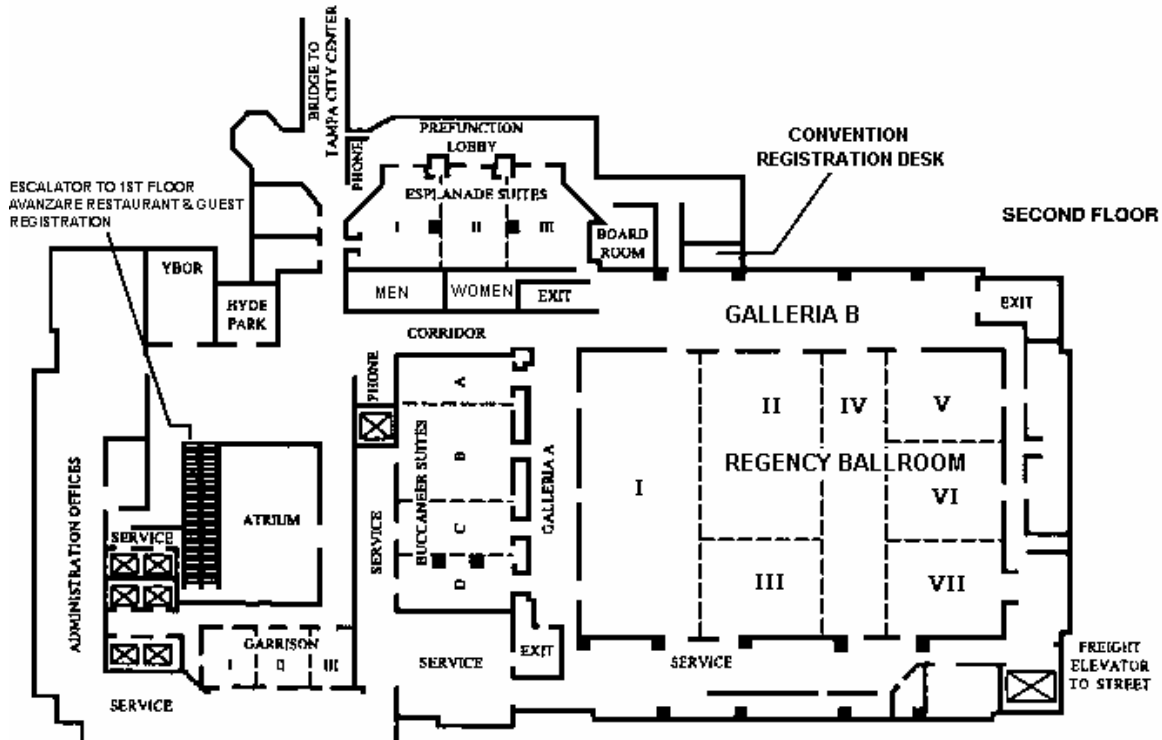 BRIDGE TO
TAMPA CITY CENTER
PHONE
PREFUNCTION
LOBBY
CONVENTION
REGISTRATION DESK
ESCALATOR TO 1ST FLOOR
AVANZARE RESTAURANT & GUEST
REGISTRATION
ESPLANADE SUITES
I
II
III
BOARD
ROOM
SECOND FLOOR
YBOR
HYDE
PARK
MEN
WOMEN
EXIT
GALLERIA B
EXIT
CORRIDOR
PHONE
BUCCANEER SUITES
A
B
C
D
GALLERIA A
REGENCY BALLROOM
I
II
III
IV
V
VI
VII
ADMINISTRATION OFFICES
SERVICE
ATRIUM
SERVICE
GARRISON
I
II
III
SERVICE
SERVICE
EXIT
SERVICE
FREIGHT
ELEVATOR
TO STREET